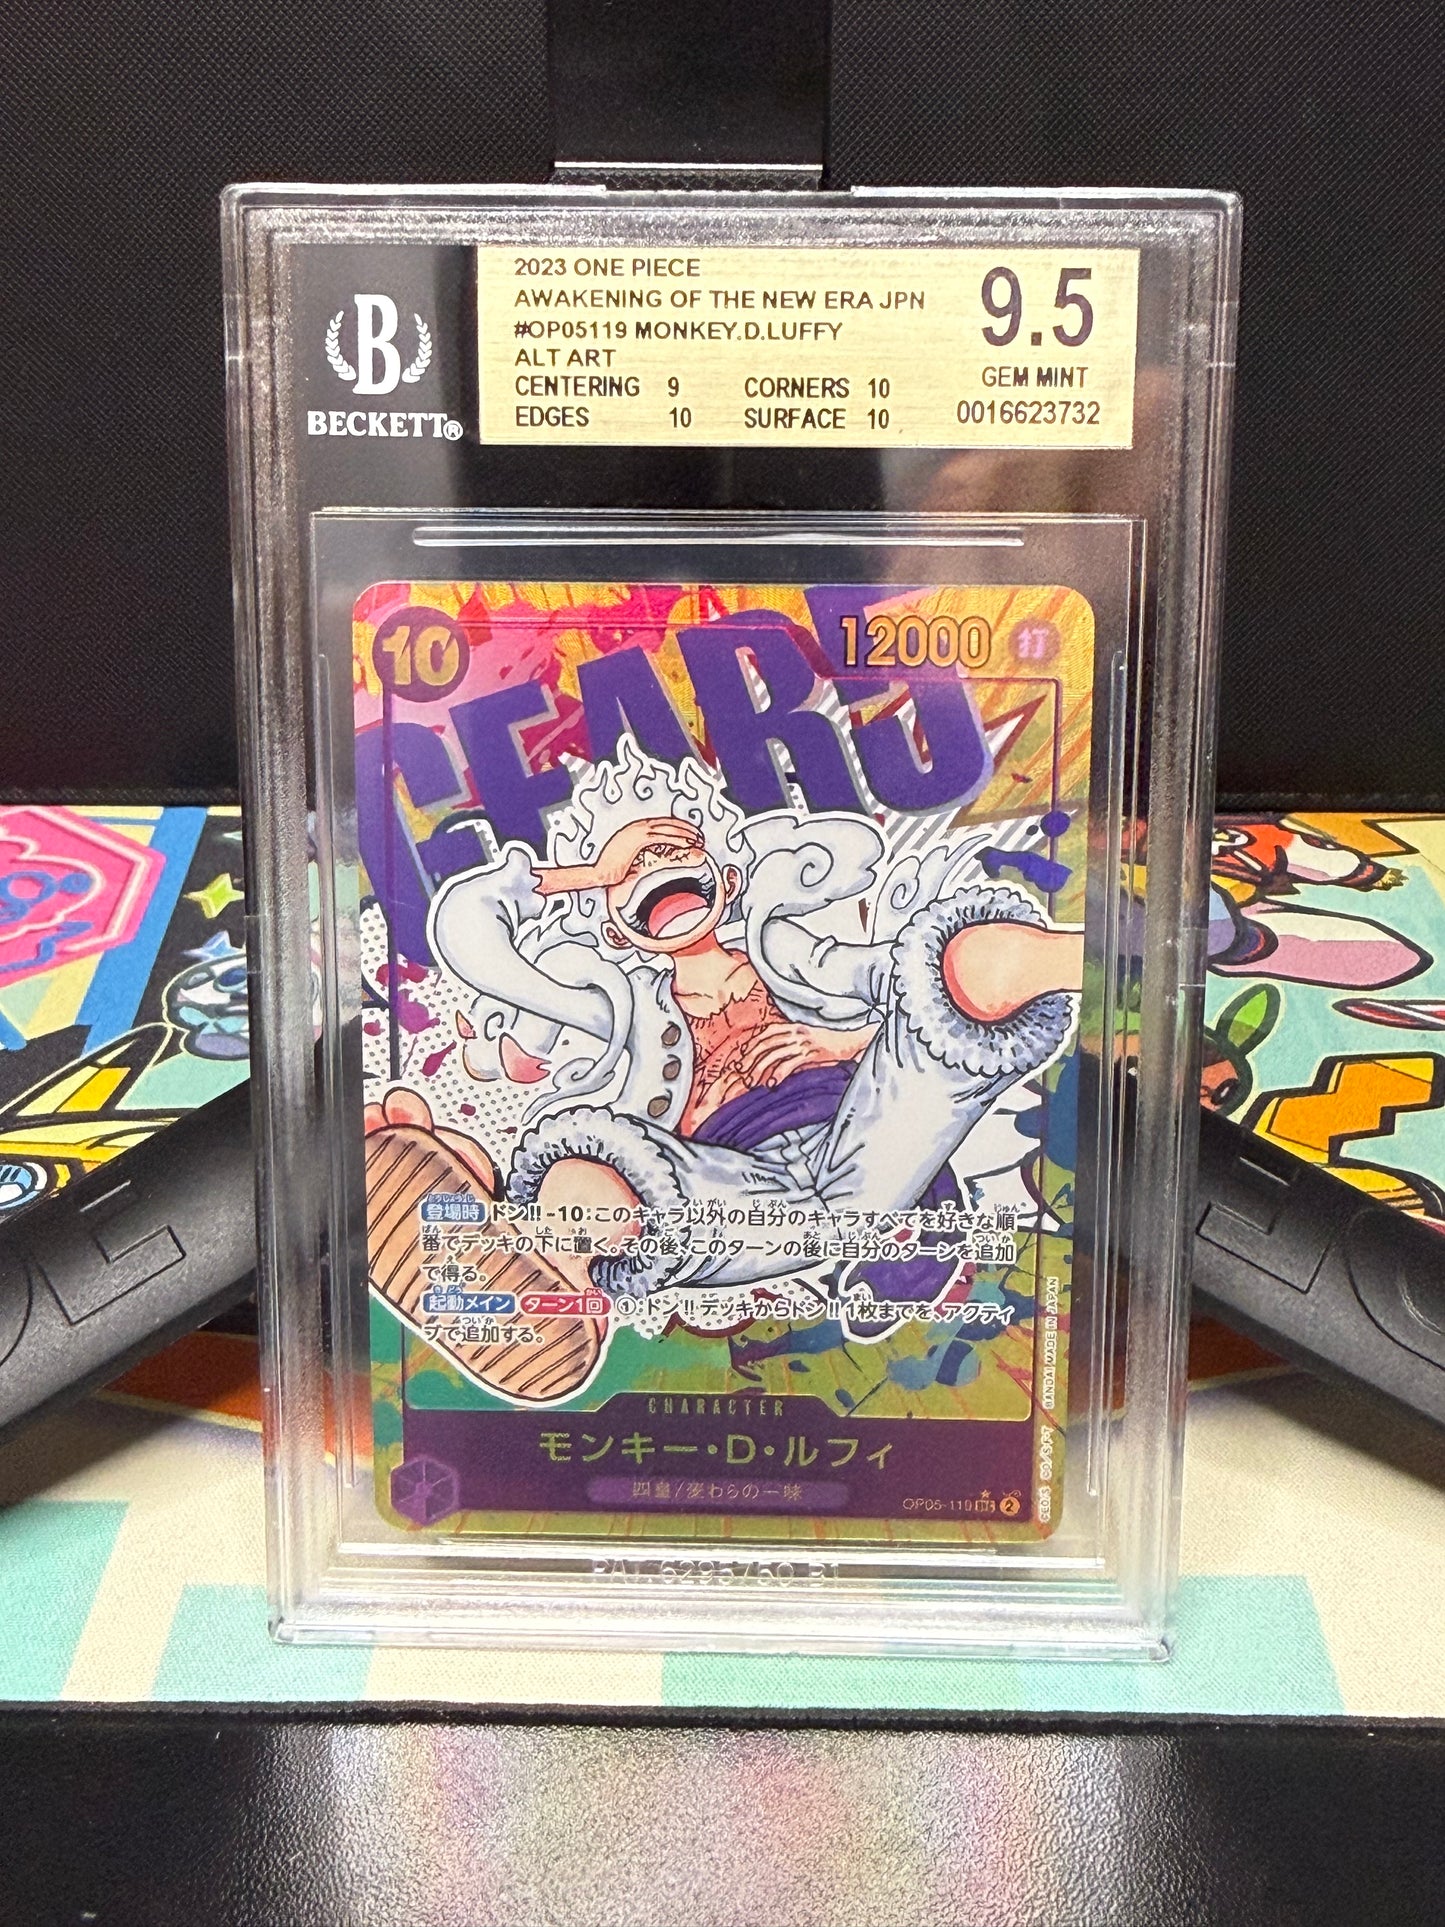 B
BECKETT®
2023 ONE PIECE
AWAKENING OF THE NEW ERA JPN
#OP05119 MONKEY.D.LUFFY
ALT ART
CENTERING 9 CORNERS 10
EDGES 10 SURFACE 10
9.5
GEM MINT
0016623732
10
12000 打
GEAR5
登場時 ドン!!-10:このキャラ以外の自分のキャラすべてを好きな順
番でデッキの下に置く。その後、このターンの後に自分のターンを追加
で得る。
起動メイン ターン1回 ①:ドン!!デッキからドン!!1枚までを、アクティ
ブで追加する。
CHARACTER
モンキー・D・ルフィ
四皇/麦わらの一味
OP05-119 2
BANDAI MADE IN JAPAN